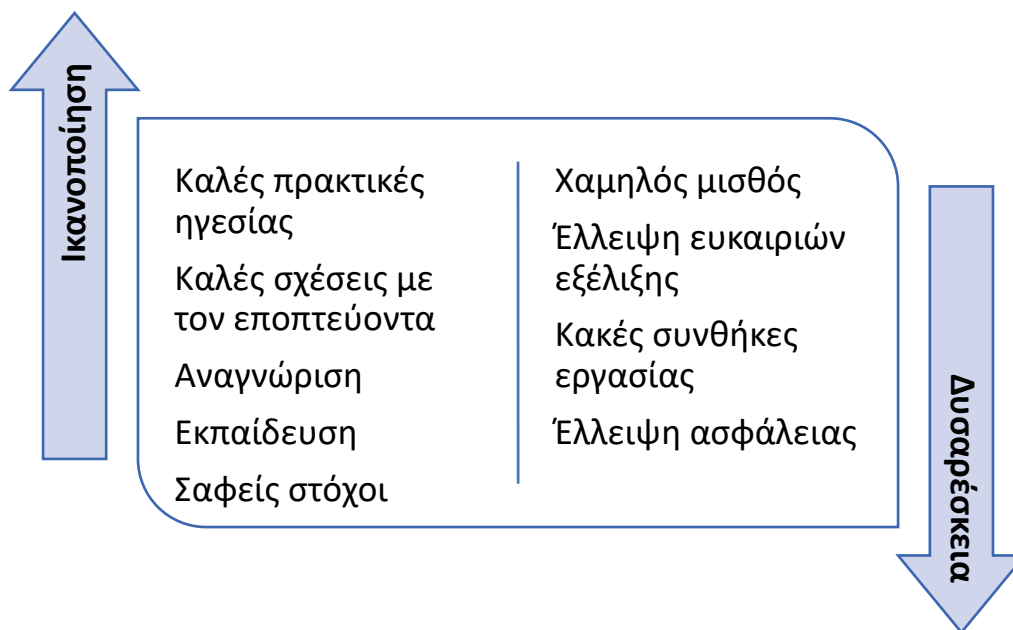 Ικανοποίηση
Καλές πρακτικές
ηγεσίας
Καλές σχέσεις με
τον εποπτεύοντα
Αναγνώριση
Εκπαίδευση
Σαφείς στόχοι
Χαμηλός μισθός
Έλλειψη ευκαιριών
εξέλιξης
Κακές συνθήκες
εργασίας
Έλλειψη ασφάλειας
Δυσαρέσκεια